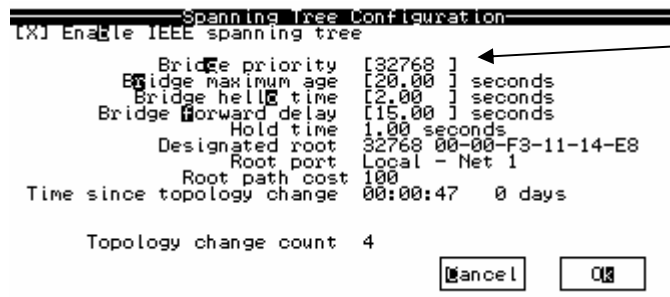 Spanning Tree Configuration
[X] Enable IEEE spanning tree
Bridge priority [32768 ]
Bridge maximum age [20.00 ] seconds
Bridge hello time [2.00 ] seconds
Bridge forward delay [15.00 ] seconds
Hold time 1.00 seconds
Designated root 32768 00-00-F3-11-14-E8
Root port Local - Net 1
Root path cost 100
Time since topology change 00:00:47 0 days
Topology change count 4
Cancel Ok